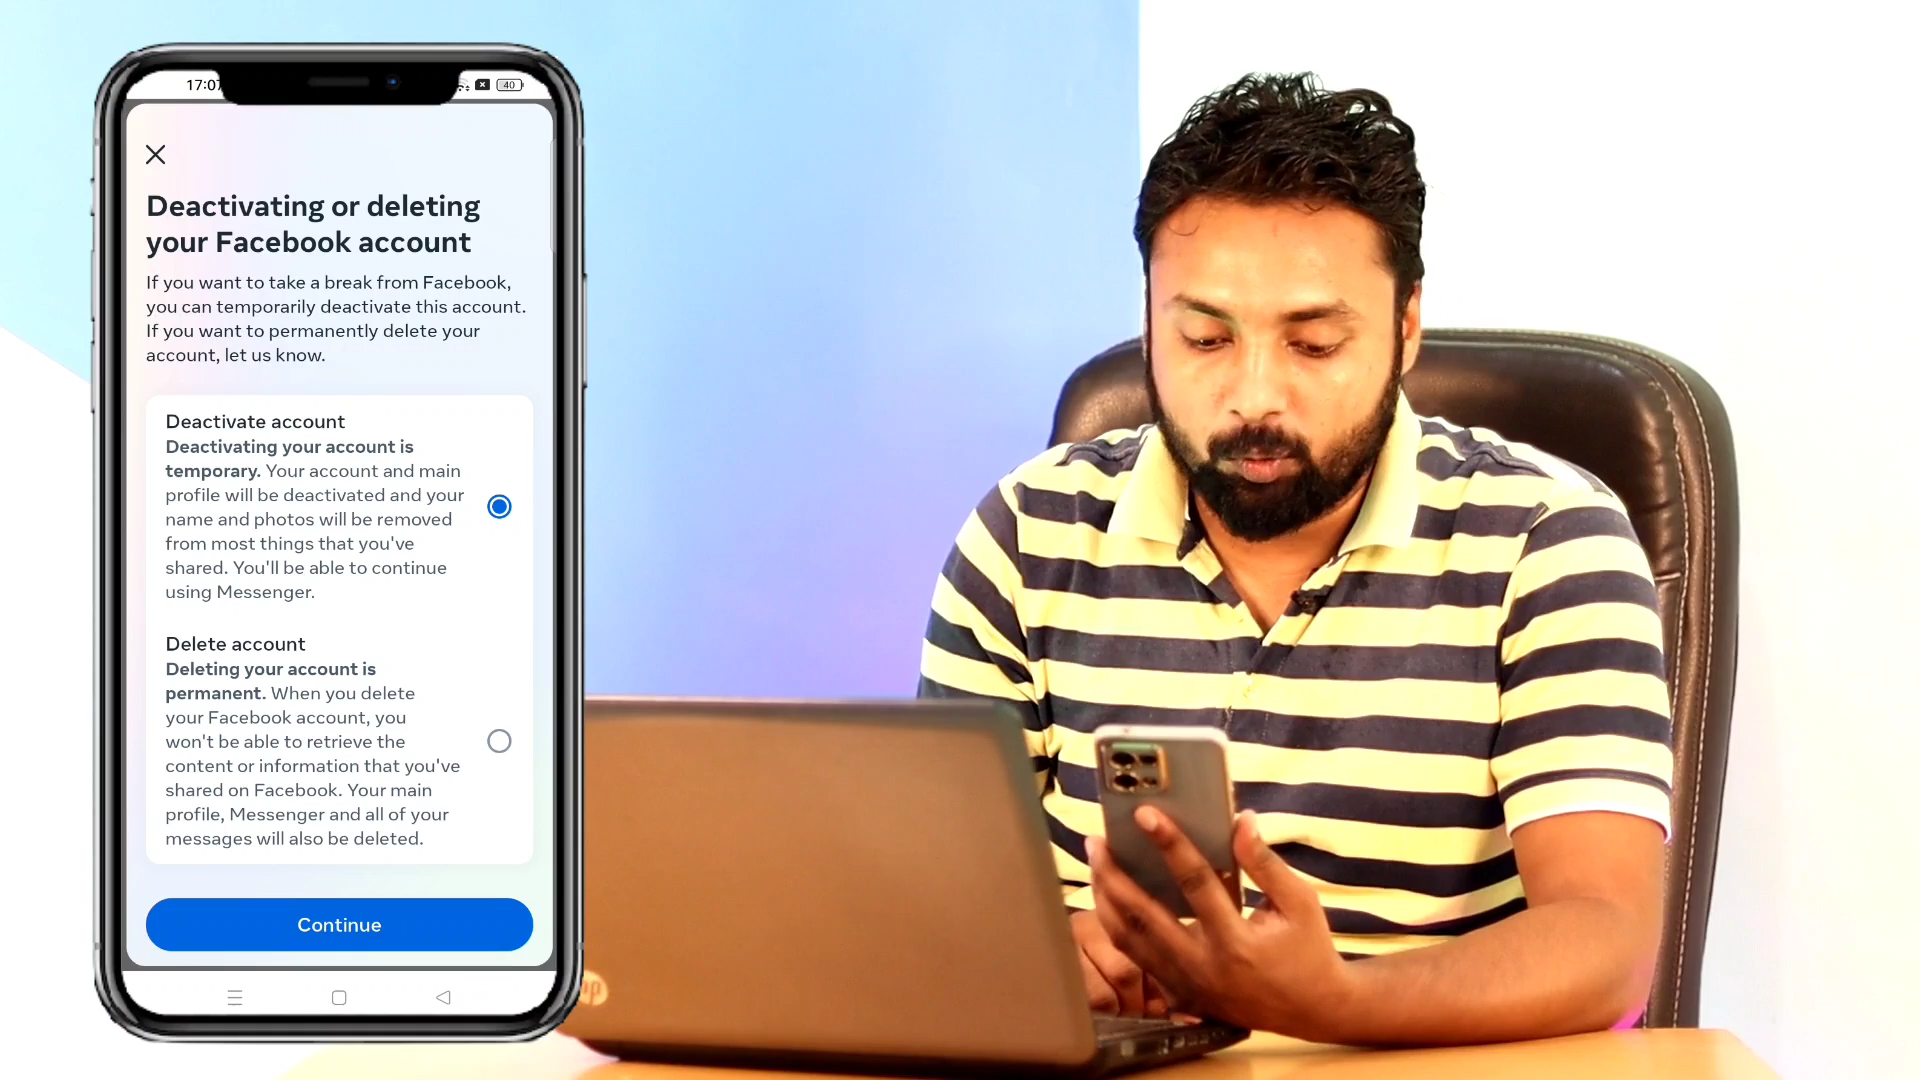 17:07
40
Deactivating or deleting
your Facebook account
If you want to take a break from Facebook,
you can temporarily deactivate this account.
If you want to permanently delete your
account, let us know.
Deactivate account
Deactivating your account is
temporary. Your account and main
profile will be deactivated and your
name and photos will be removed
from most things that you've
shared. You'll be able to continue
using Messenger.
Delete account
Deleting your account is
permanent. When you delete
your Facebook account, you
won't be able to retrieve the
content or information that you've
shared on Facebook. Your main
profile, Messenger and all of your
messages will also be deleted.
Continue
hp